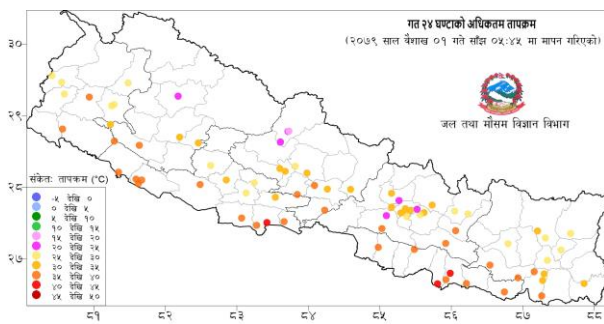 गत २४ घण्टाको अधिकतम तापक्रम
(२०७९ साल वैशाख ०१ गते साँझ ०५:४५ मा मापन गरिएको)
जल तथा मौसम विज्ञान विभाग
३०
२९
२८
२७
संकेतः तापक्रम (°C)
-५ देखि ०
० देखि ५
५ देखि १०
१० देखि १५
१५ देखि २०
२० देखि २५
२५ देखि ३०
३० देखि ३५
३५ देखि ४०
४० देखि ४५
४५ देखि ५०
८१ ८२ ८३ ८४ ८५ ८६ ८७ ८८